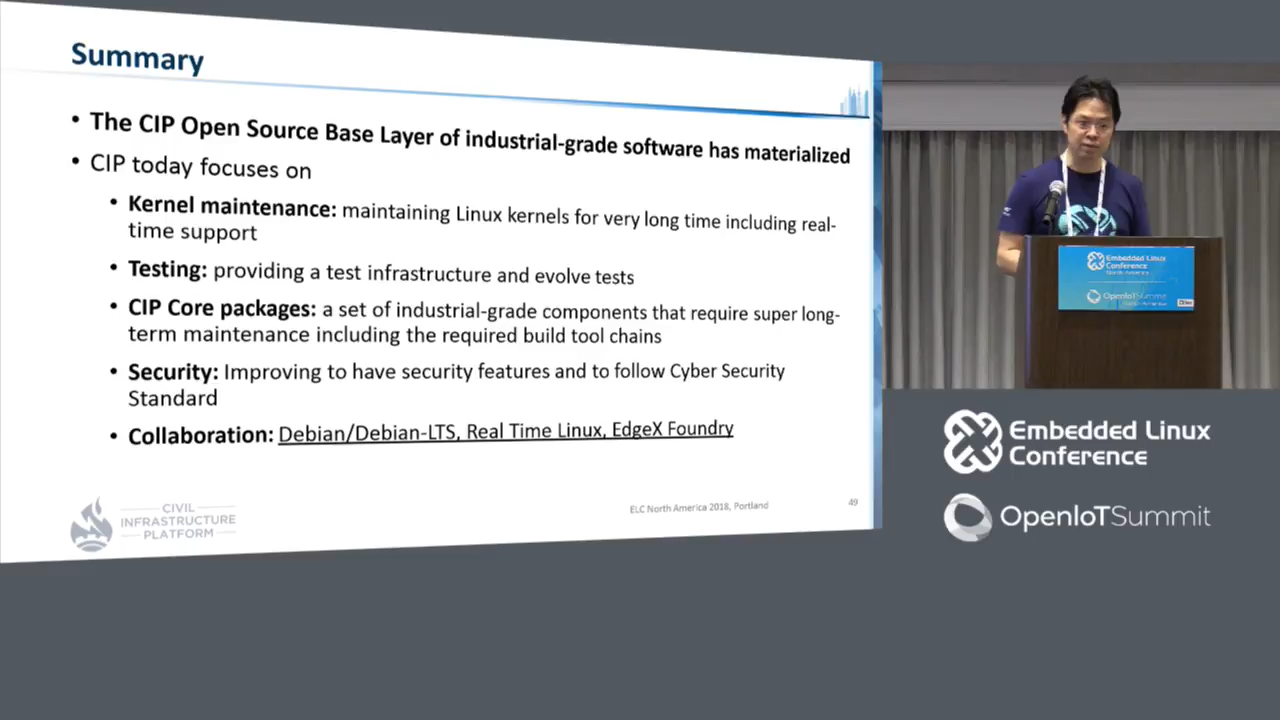 Summary
• The CIP Open Source Base Layer of industrial-grade software has materialized
• CIP today focuses on
• Kernel maintenance: maintaining Linux kernels for very long time including real-
time support
• Testing: providing a test infrastructure and evolve tests
• CIP Core packages: a set of industrial-grade components that require super long-
term maintenance including the required build tool chains
• Security: Improving to have security features and to follow Cyber Security
Standard
• Collaboration: Debian/Debian-LTS, Real Time Linux, EdgeX Foundry
CIVIL
INFRASTRUCTURE
PLATFORM
ELC North America 2018, Portland
49
Embedded Linux
Conference
OpenIoTSummit
Embedded Linux
Conference
OpenIoTSummit